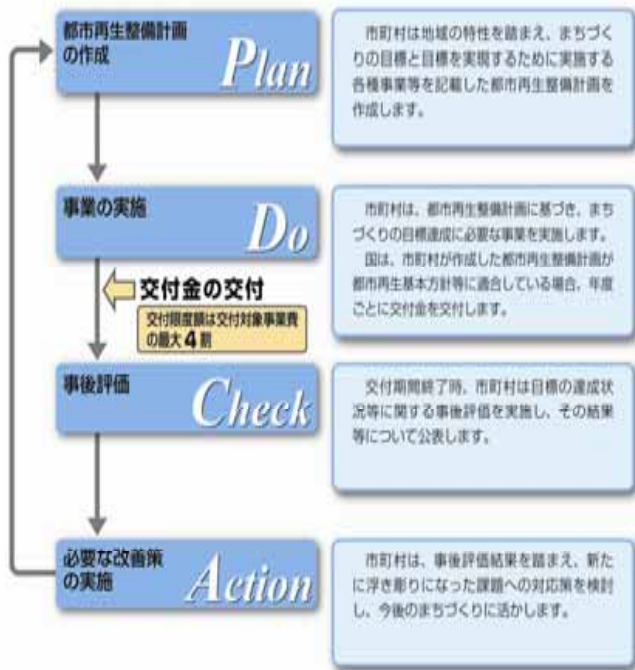 都市再生整備計画
の作成
Plan
市町村は地域の特性を踏まえ、まちづく
りの目標と目標を実現するために実施する
各種事業等を記載した都市再生整備計画を
作成します。
事業の実施
Do
市町村は、都市再生整備計画に基づき、まち
づくりの目標達成に必要な事業を実施します。
国は、市町村が作成した都市再生整備計画が
都市再生基本方針等に適合している場合、年度
ごとに交付金を交付します。
交付金の交付
交付限度額は交付対象事業費
の最大4割
事後評価
Check
交付期間終了時、市町村は目標の達成状
況等に関する事後評価を実施し、その結果
等について公表します。
必要な改善策
の実施
Action
市町村は、事後評価結果を踏まえ、新た
に浮き彫りになった課題への対応策を検討
し、今後のまちづくりに活かします。